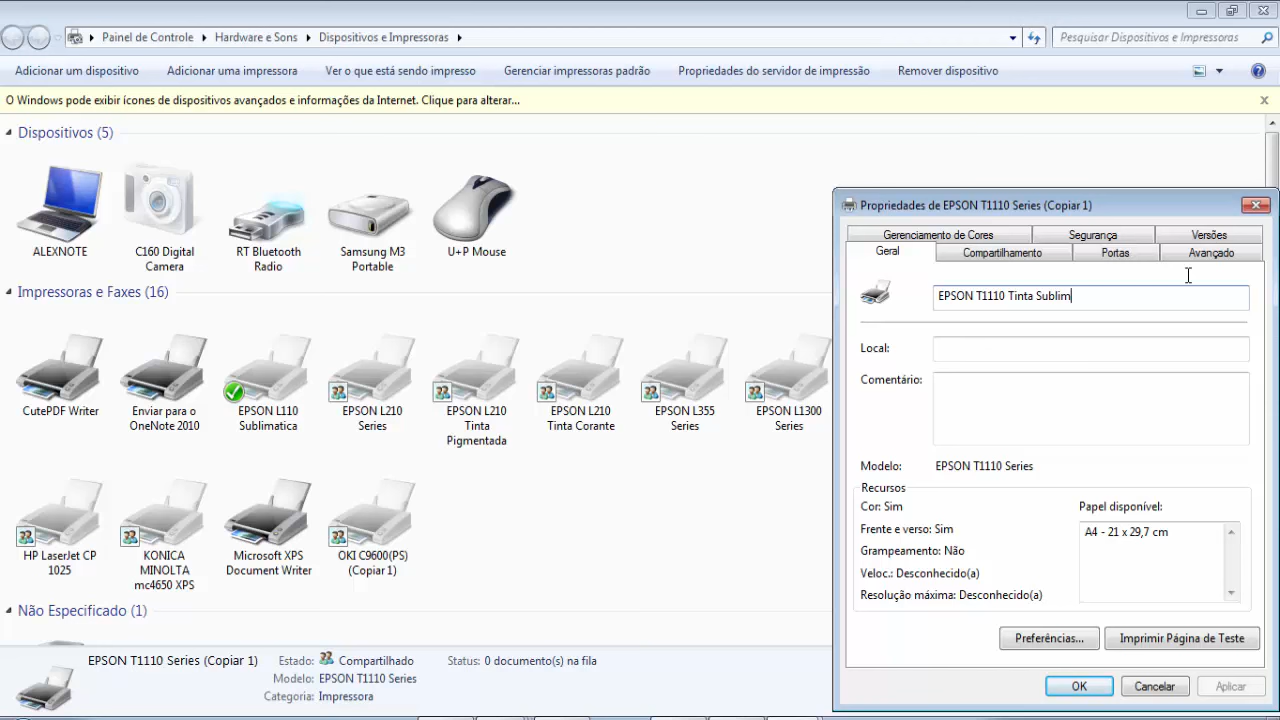 Painel de Controle
Hardware e Sons
Dispositivos e Impressoras
Pesquisar Dispositivos e Impressoras
Adicionar um dispositivo
Adicionar uma impressora
Ver o que está sendo impresso
Gerenciar impressoras padrão
Propriedades do servidor de impressão
Remover dispositivo
O Windows pode exibir ícones de dispositivos avançados e informações da Internet. Clique para alterar...
Dispositivos (5)
ALEXNOTE
C160 Digital
Camera
RT Bluetooth
Radio
Samsung M3
Portable
U+P Mouse
Impressoras e Faxes (16)
CutePDF Writer
Enviar para o
OneNote 2010
EPSON L110
Sublimatica
EPSON L210
Series
EPSON L210
Tinta
Pigmentada
EPSON L210
Tinta Corante
EPSON L355
Series
EPSON L1300
Series
HP LaserJet CP
1025
KONICA
MINOLTA
mc4650 XPS
Microsoft XPS
Document Writer
OKI C9600(PS)
(Copiar 1)
Não Especificado (1)
EPSON T1110 Series (Copiar 1)
Estado: Compartilhado
Status: 0 documento(s) na fila
Modelo: EPSON T1110 Series
Categoria: Impressora
Propriedades de EPSON T1110 Series (Copiar 1)
Gerenciamento de Cores
Segurança
Versões
Geral
Compartilhamento
Portas
Avançado
EPSON T1110 Tinta Sublim
Local:
Comentário:
Modelo: EPSON T1110 Series
Recursos
Cor: Sim
Papel disponível:
Frente e verso: Sim
A4 - 21 x 29,7 cm
Grampeamento: Não
Veloc.: Desconhecido(a)
Resolução máxima: Desconhecido(a)
Preferências...
Imprimir Página de Teste
OK
Cancelar
Aplicar